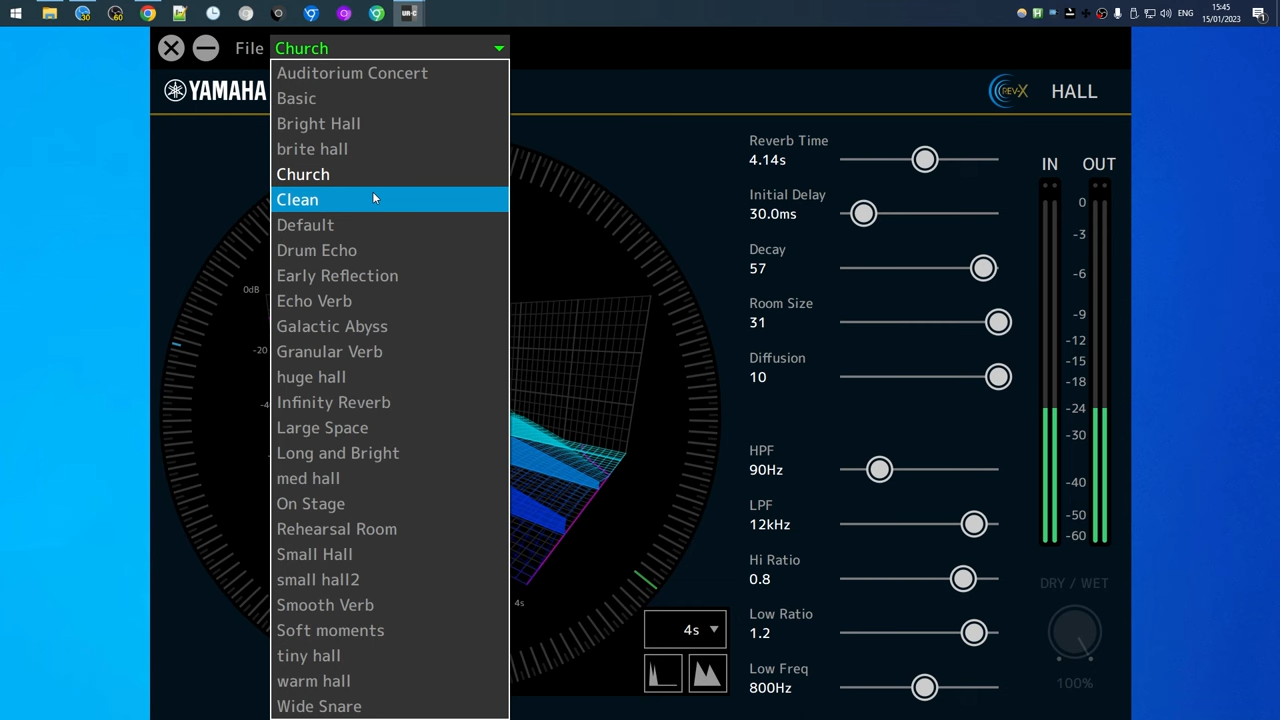 30
60
UR-C
ENG
15:45
15/01/2023
1
File
Church
YAMAHA
REV-X
HALL
Auditorium Concert
Basic
Bright Hall
brite hall
Church
Clean
Default
Drum Echo
Early Reflection
Echo Verb
Galactic Abyss
Granular Verb
huge hall
Infinity Reverb
Large Space
Long and Bright
med hall
On Stage
Rehearsal Room
Small Hall
small hall2
Smooth Verb
Soft moments
tiny hall
warm hall
Wide Snare
0dB
-20
4s
4s
Reverb Time
4.14s
Initial Delay
30.0ms
Decay
57
Room Size
31
Diffusion
10
HPF
90Hz
LPF
12kHz
Hi Ratio
0.8
Low Ratio
1.2
Low Freq
800Hz
IN OUT
0
-3
-6
-9
-12
-15
-18
-24
-30
-40
-50
-60
DRY / WET
100%